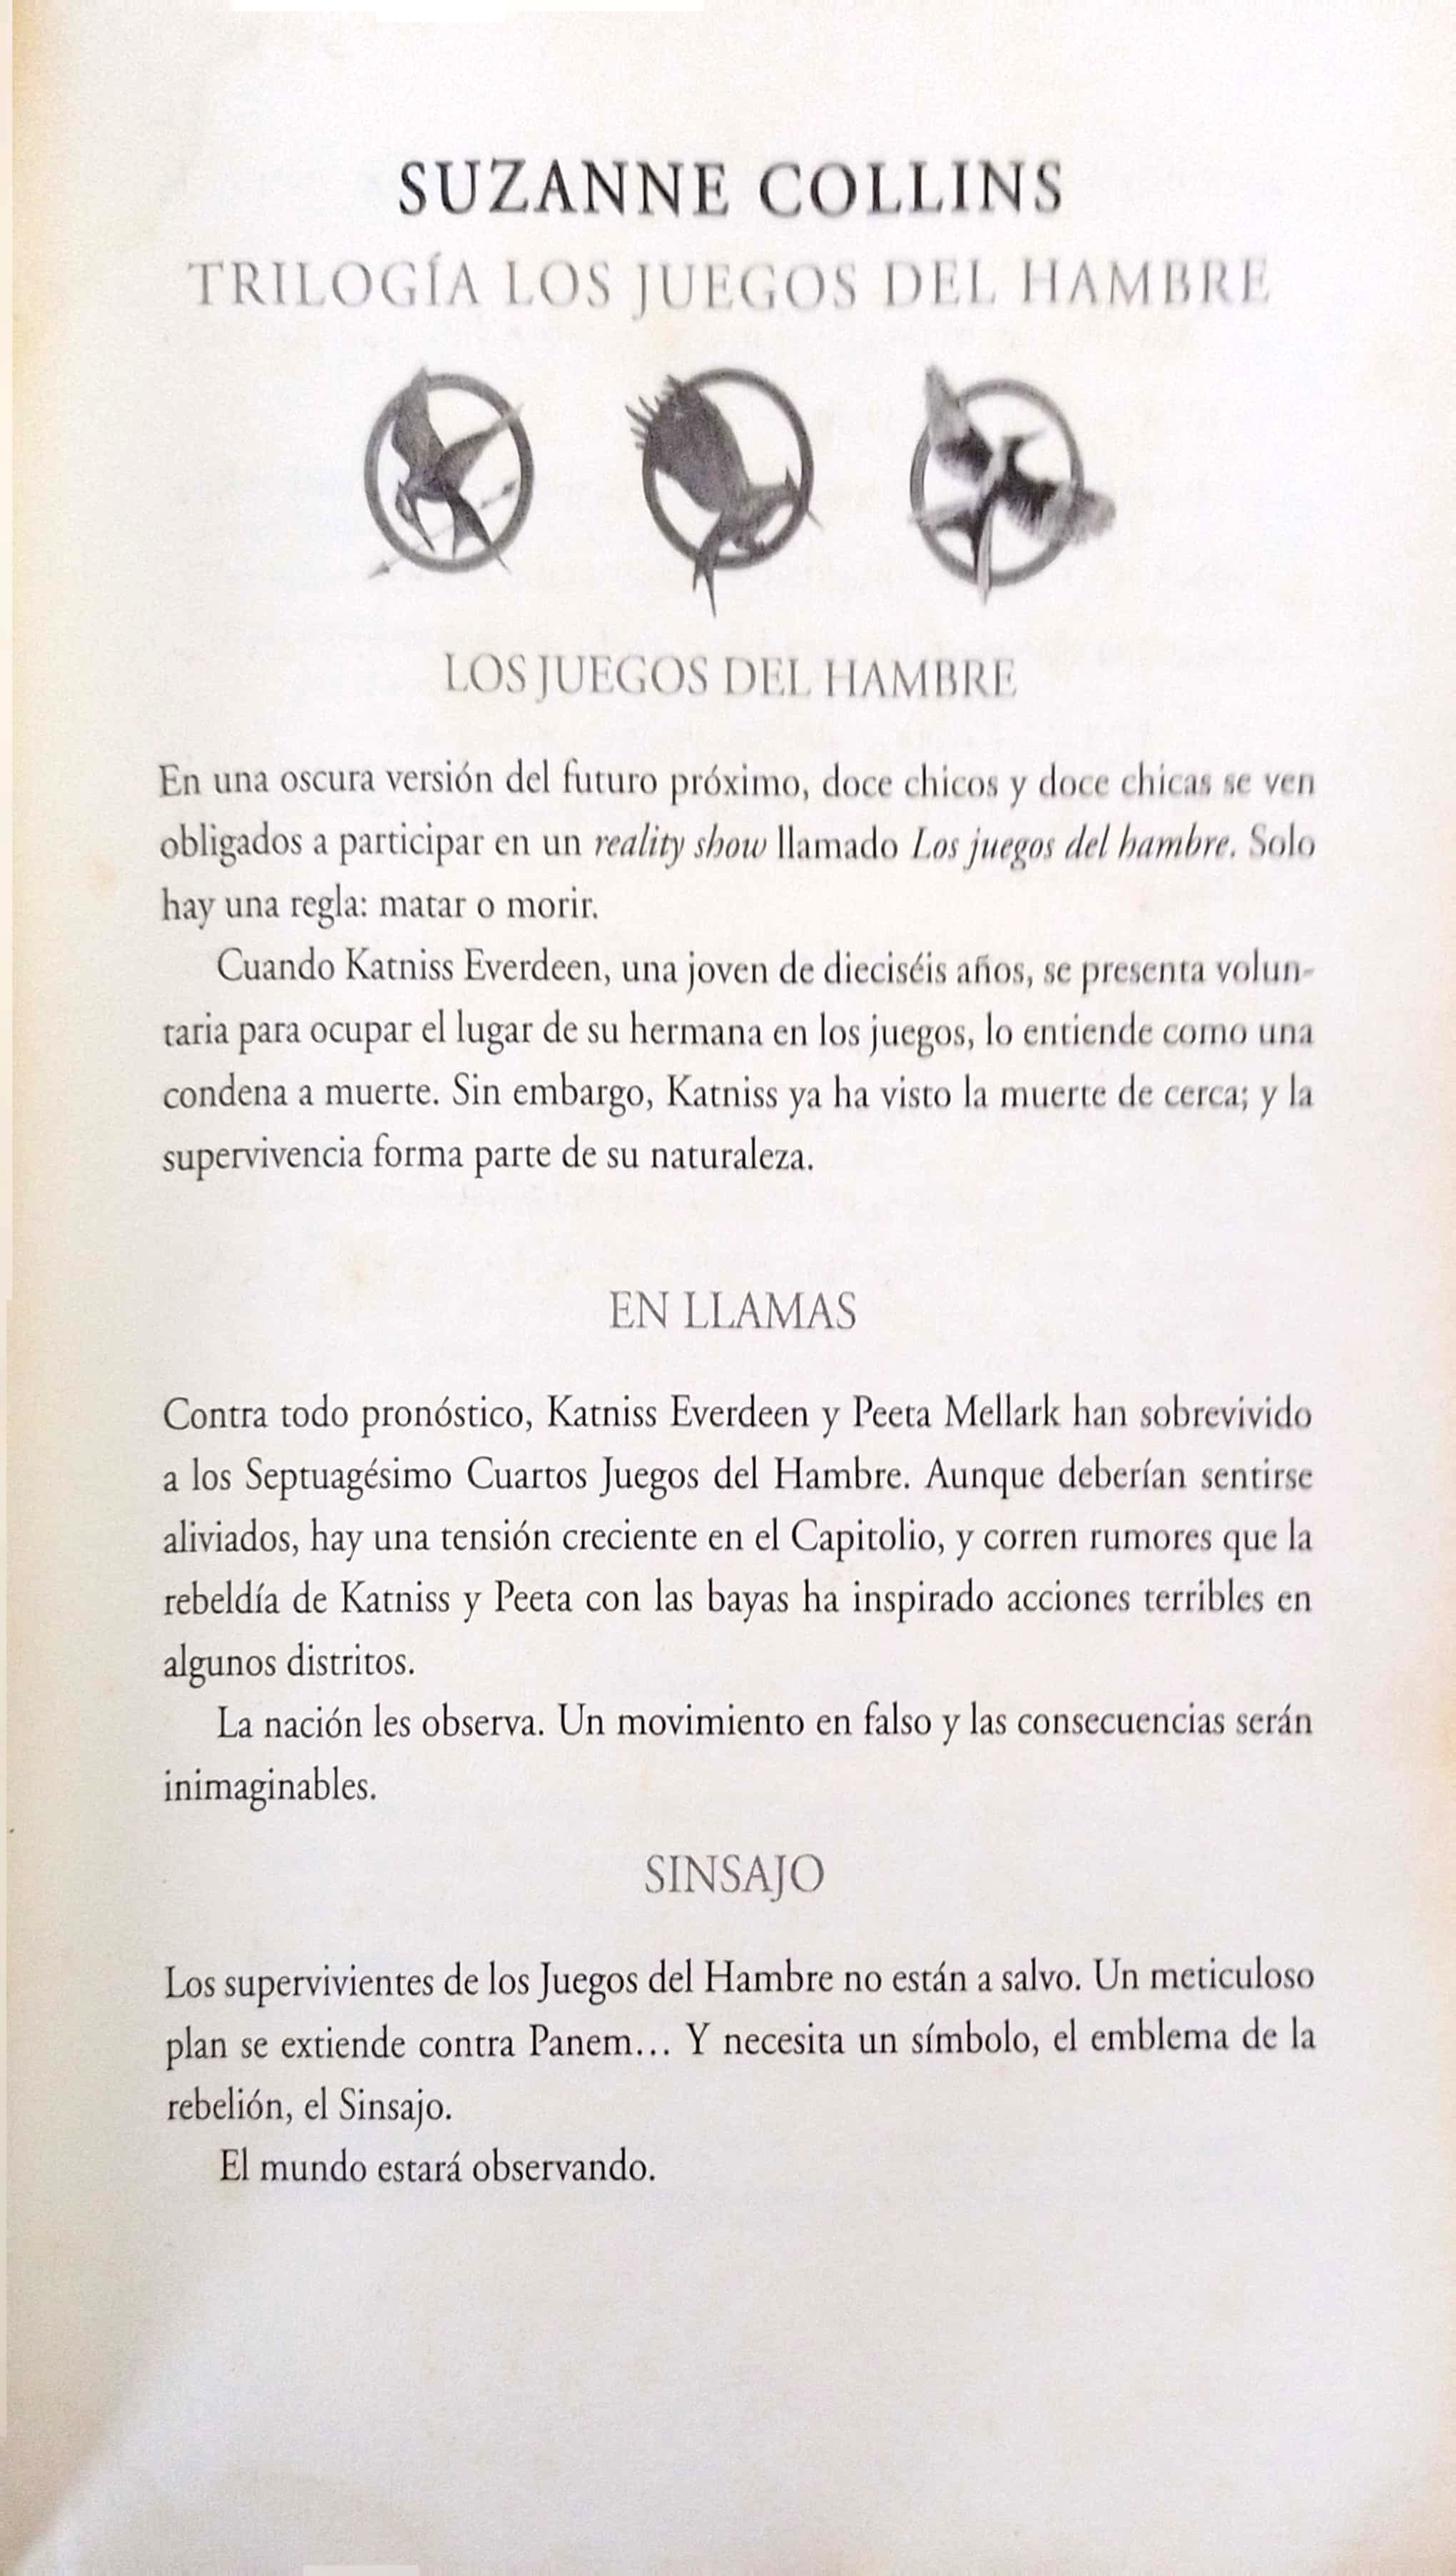 SUZANNE COLLINS
TRILOGÍA LOS JUEGOS DEL HAMBRE
LOS JUEGOS DEL HAMBRE
En una oscura versión del futuro próximo, doce chicos y doce chicas se ven
obligados a participar en un reality show llamado Los juegos del hambre. Solo
hay una regla: matar o morir.
Cuando Katniss Everdeen, una joven de dieciséis años, se presenta volun-
taria para ocupar el lugar de su hermana en los juegos, lo entiende como una
condena a muerte. Sin embargo, Katniss ya ha visto la muerte de cerca; y la
supervivencia forma parte de su naturaleza.
EN LLAMAS
Contra todo pronóstico, Katniss Everdeen y Peeta Mellark han sobrevivido
a los Septuagésimo Cuartos Juegos del Hambre. Aunque deberían sentirse
aliviados, hay una tensión creciente en el Capitolio, y corren rumores que la
rebeldía de Katniss y Peeta con las bayas ha inspirado acciones terribles en
algunos distritos.
La nación les observa. Un movimiento en falso y las consecuencias serán
inimaginables.
SINSAJO
Los supervivientes de los Juegos del Hambre no están a salvo. Un meticuloso
plan se extiende contra Panem... Y necesita un símbolo, el emblema de la
rebelión, el Sinsajo.
El mundo estará observando.